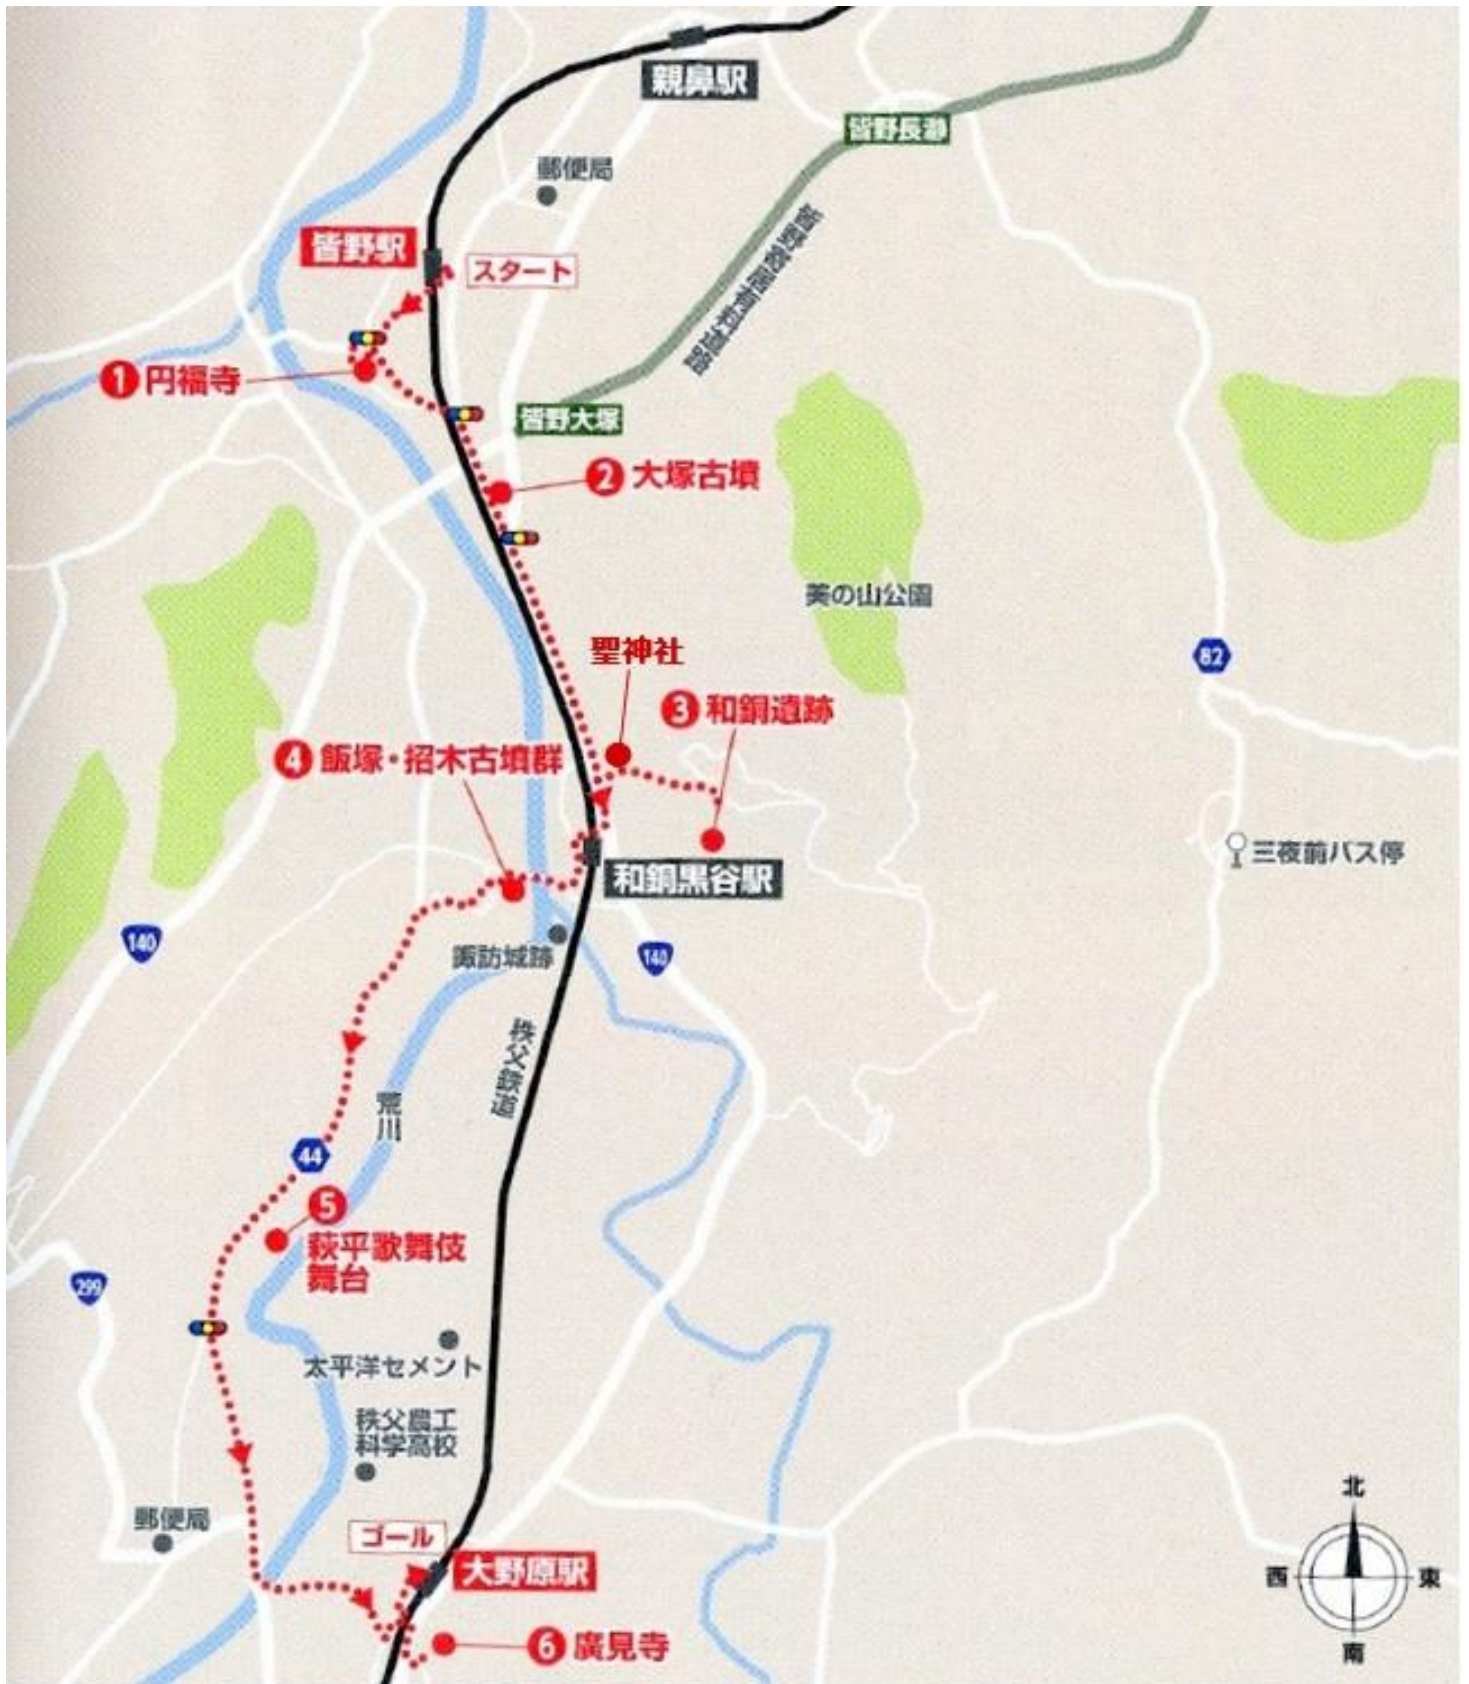 親鼻駅
皆野長瀞
郵便局
皆野駅
スタート
皆野秩父有料道路
1 円福寺
皆野大塚
2 大塚古墳
美の山公園
聖神社
82
3 和銅遺跡
4 飯塚・招木古墳群
三夜前バス停
和銅黒谷駅
140
諏訪城跡
140
秩父鉄道
荒川
44
5
萩平歌舞伎
舞台
299
太平洋セメント
秩父農工
科学高校
北
郵便局
ゴール
大野原駅
西
東
6 廣見寺
南